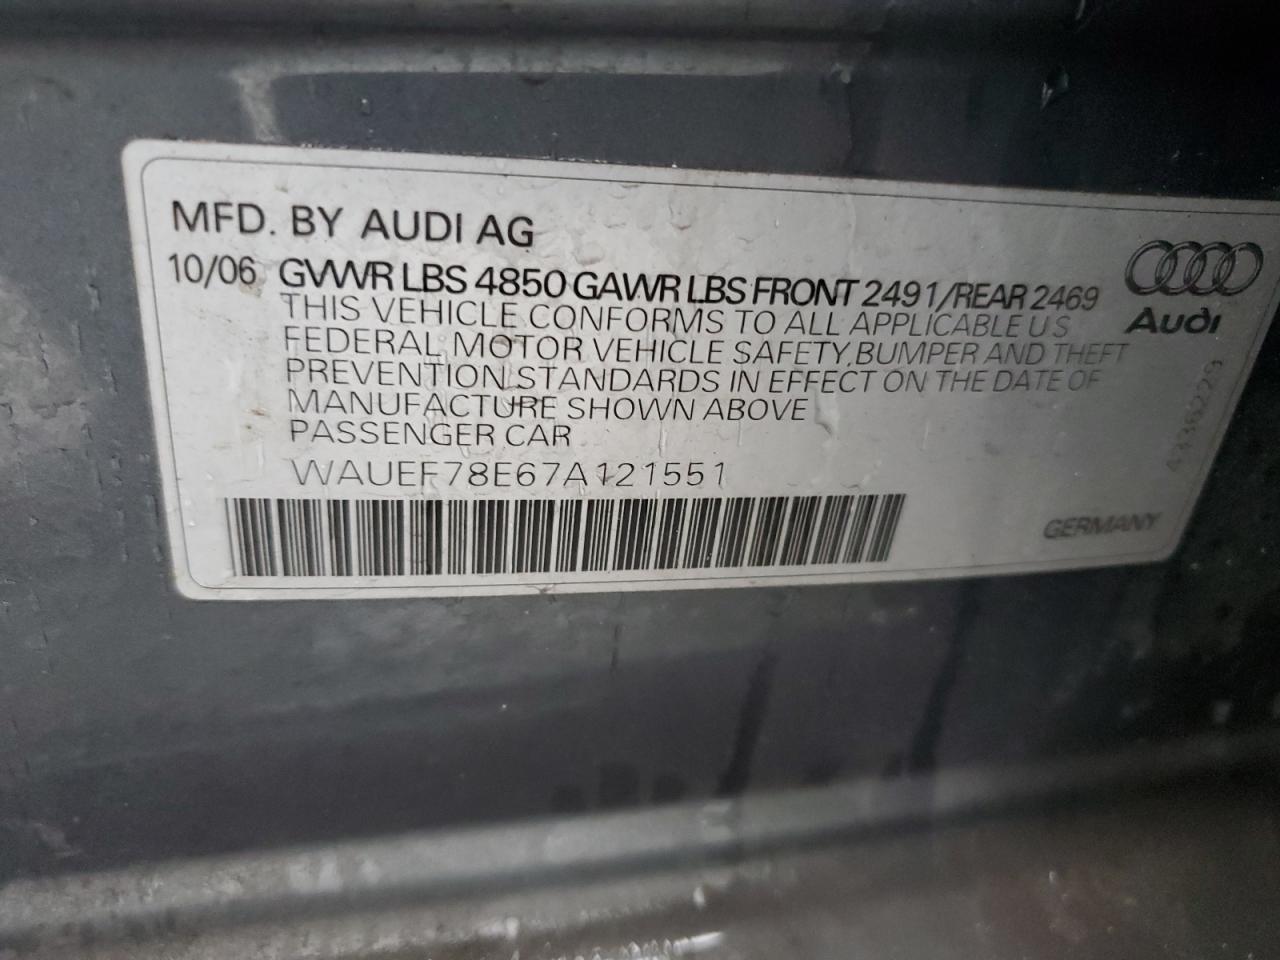 MFD. BY AUDI AG
10/06 GVWR LBS 4850 GAWR LBS FRONT 2491/REAR 2469
THIS VEHICLE CONFORMS TO ALL APPLICABLE US
FEDERAL MOTOR VEHICLE SAFETY, BUMPER AND THEFT
PREVENTION STANDARDS IN EFFECT ON THE DATE OF
MANUFACTURE SHOWN ABOVE
PASSENGER CAR
WAUEF78E67A121551
Audi
4336229
GERMANY